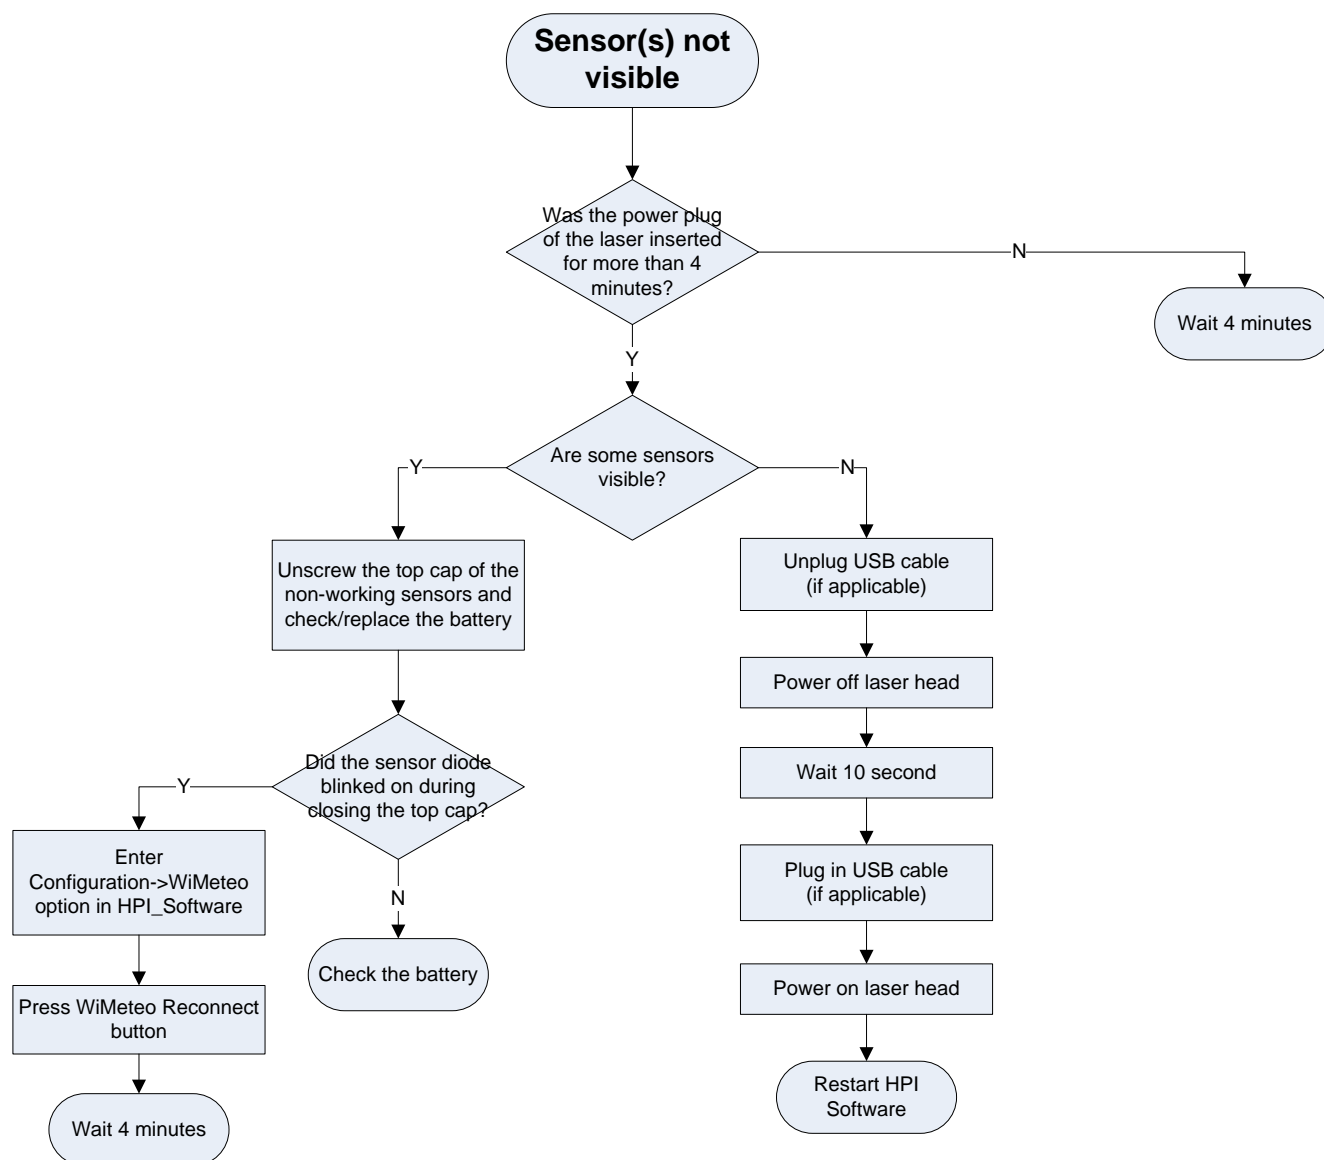 Sensor(s) not
visible
Was the power plug
of the laser inserted
for more than 4
minutes?
N
Wait 4 minutes
Y
Are some sensors
visible?
Y
N
Unscrew the top cap of the
non-working sensors and
check/replace the battery
Unplug USB cable
(if applicable)
Power off laser head
Did the sensor diode
blinked on during
closing the top cap?
Wait 10 second
Y
Enter
Configuration->WiMeteo
option in HPI_Software
Plug in USB cable
(if applicable)
N
Check the battery
Power on laser head
Press WiMeteo Reconnect
button
Restart HPI
Software
Wait 4 minutes